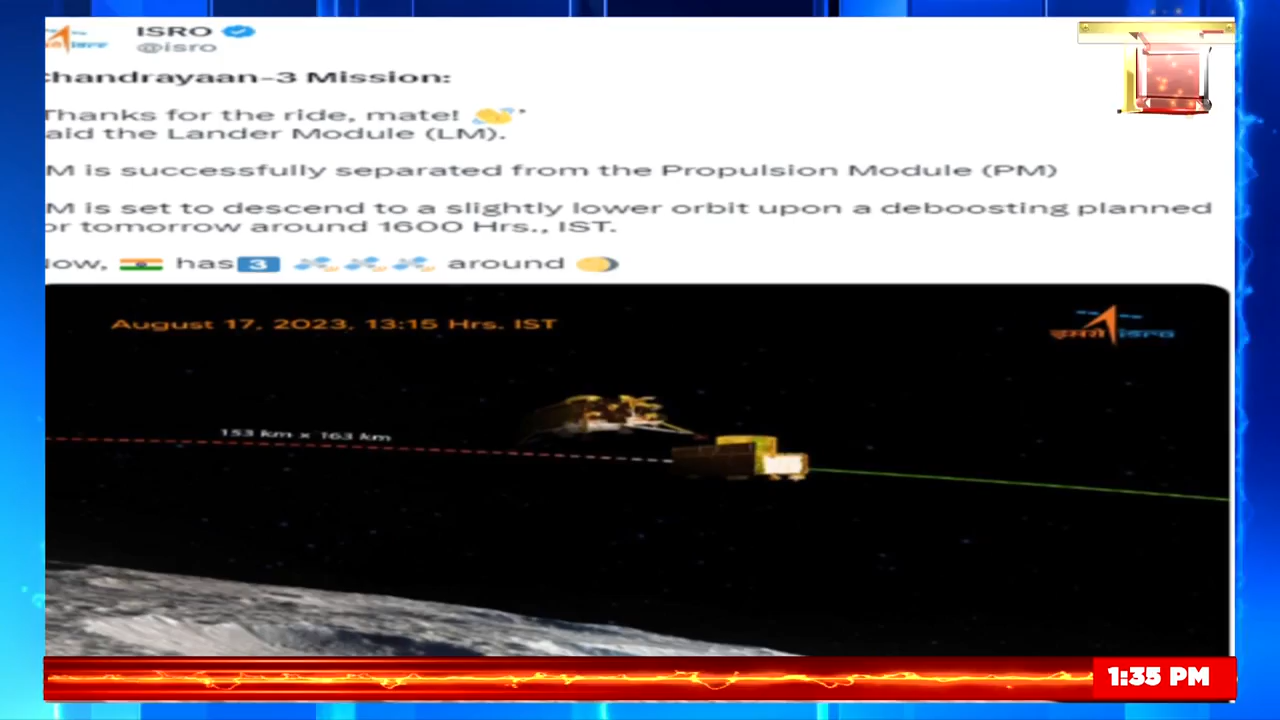 ISRO
@isro
handrayaan-3 Mission:
Thanks for the ride, mate! 👋'
aid the Lander Module (LM).
M is successfully separated from the Propulsion Module (PM)
M is set to descend to a slightly lower orbit upon a deboosting planned
or tomorrow around 1600 Hrs., IST.
ow, 🇮🇳 has 3️⃣ 🛰️🛰️🛰️ around 🌖
August 17, 2023, 13:15 Hrs. IST
इसरो isro
153 km x 163 km
1:35 PM